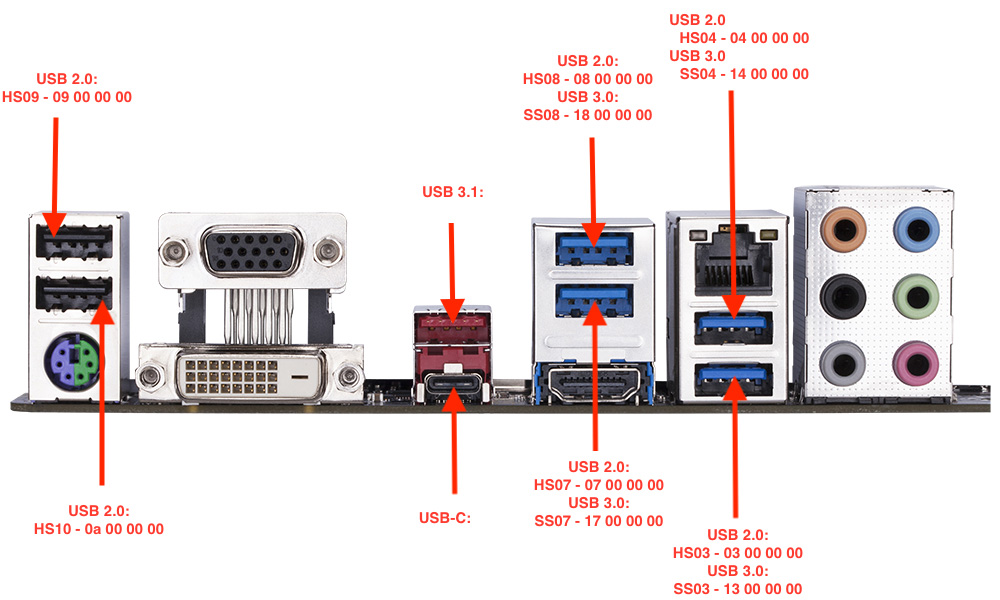 USB 2.0
HS04 - 04 00 00 00
USB 3.0
SS04 - 14 00 00 00
USB 2.0:
HS08 - 08 00 00 00
USB 3.0:
SS08 - 18 00 00 00
USB 2.0:
HS09 - 09 00 00 00
USB 3.1:
USB 2.0:
HS07 - 07 00 00 00
USB 3.0:
SS07 - 17 00 00 00
USB 2.0:
HS10 - 0a 00 00 00
USB-C:
USB 2.0:
HS03 - 03 00 00 00
USB 3.0:
SS03 - 13 00 00 00